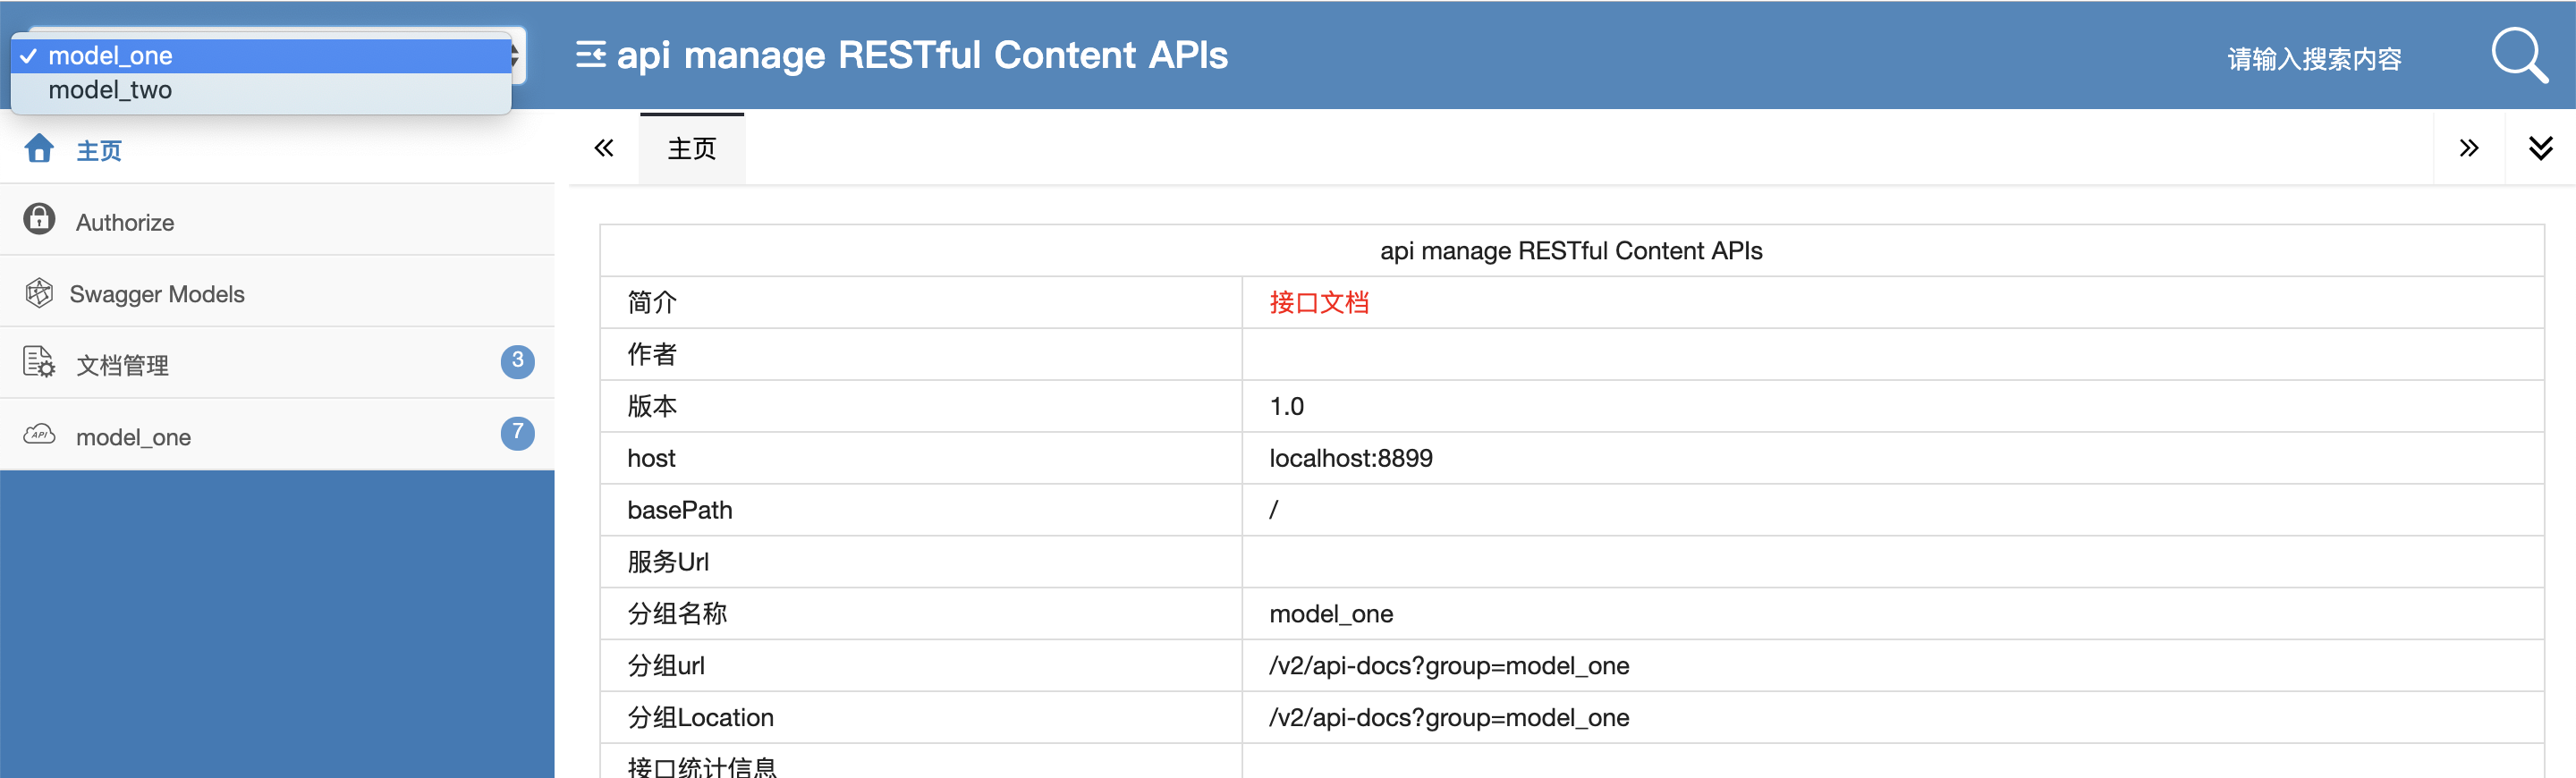 model_one
model_two
api manage RESTful Content APIs
请输入搜索内容
主页
Authorize
Swagger Models
文档管理 3
API model_one 7
主页
api manage RESTful Content APIs
简介 接口文档
作者
版本 1.0
host localhost:8899
basePath /
服务Url
分组名称 model_one
分组url /v2/api-docs?group=model_one
分组Location /v2/api-docs?group=model_one
接口统计信息